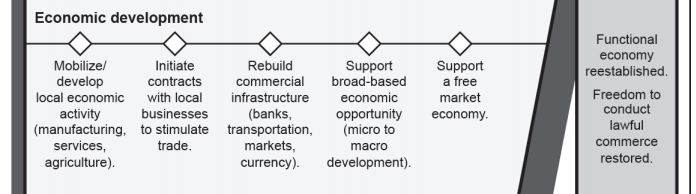 Economic development
Mobilize/
develop
local economic
activity
(manufacturing,
services,
agriculture).
Initiate
contracts
with local
businesses
to stimulate
trade.
Rebuild
commercial
infrastructure
(banks,
transportation,
markets,
currency).
Support
broad-based
economic
opportunity
(micro to
macro
development).
Support
a free
market
economy.
Functional
economy
reestablished.
Freedom to
conduct
lawful
commerce
restored.